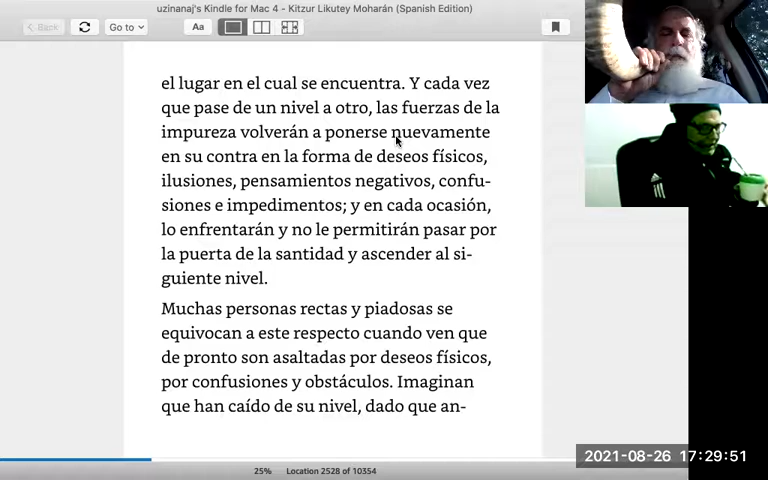 uzinanaj's Kindle for Mac 4 - Kitzur Likutey Moharán (Spanish Edition)
Back
Go to
Aa
el lugar en el cual se encuentra. Y cada vez
que pase de un nivel a otro, las fuerzas de la
impureza volverán a ponerse nuevamente
en su contra en la forma de deseos físicos,
ilusiones, pensamientos negativos, confu-
siones e impedimentos; y en cada ocasión,
lo enfrentarán y no le permitirán pasar por
la puerta de la santidad y ascender al si-
guiente nivel.
Muchas personas rectas y piadosas se
equivocan a este respecto cuando ven que
de pronto son asaltadas por deseos físicos,
por confusiones y obstáculos. Imaginan
que han caído de su nivel, dado que an-
25% Location 2528 of 10354
2021-08-26 17:29:51